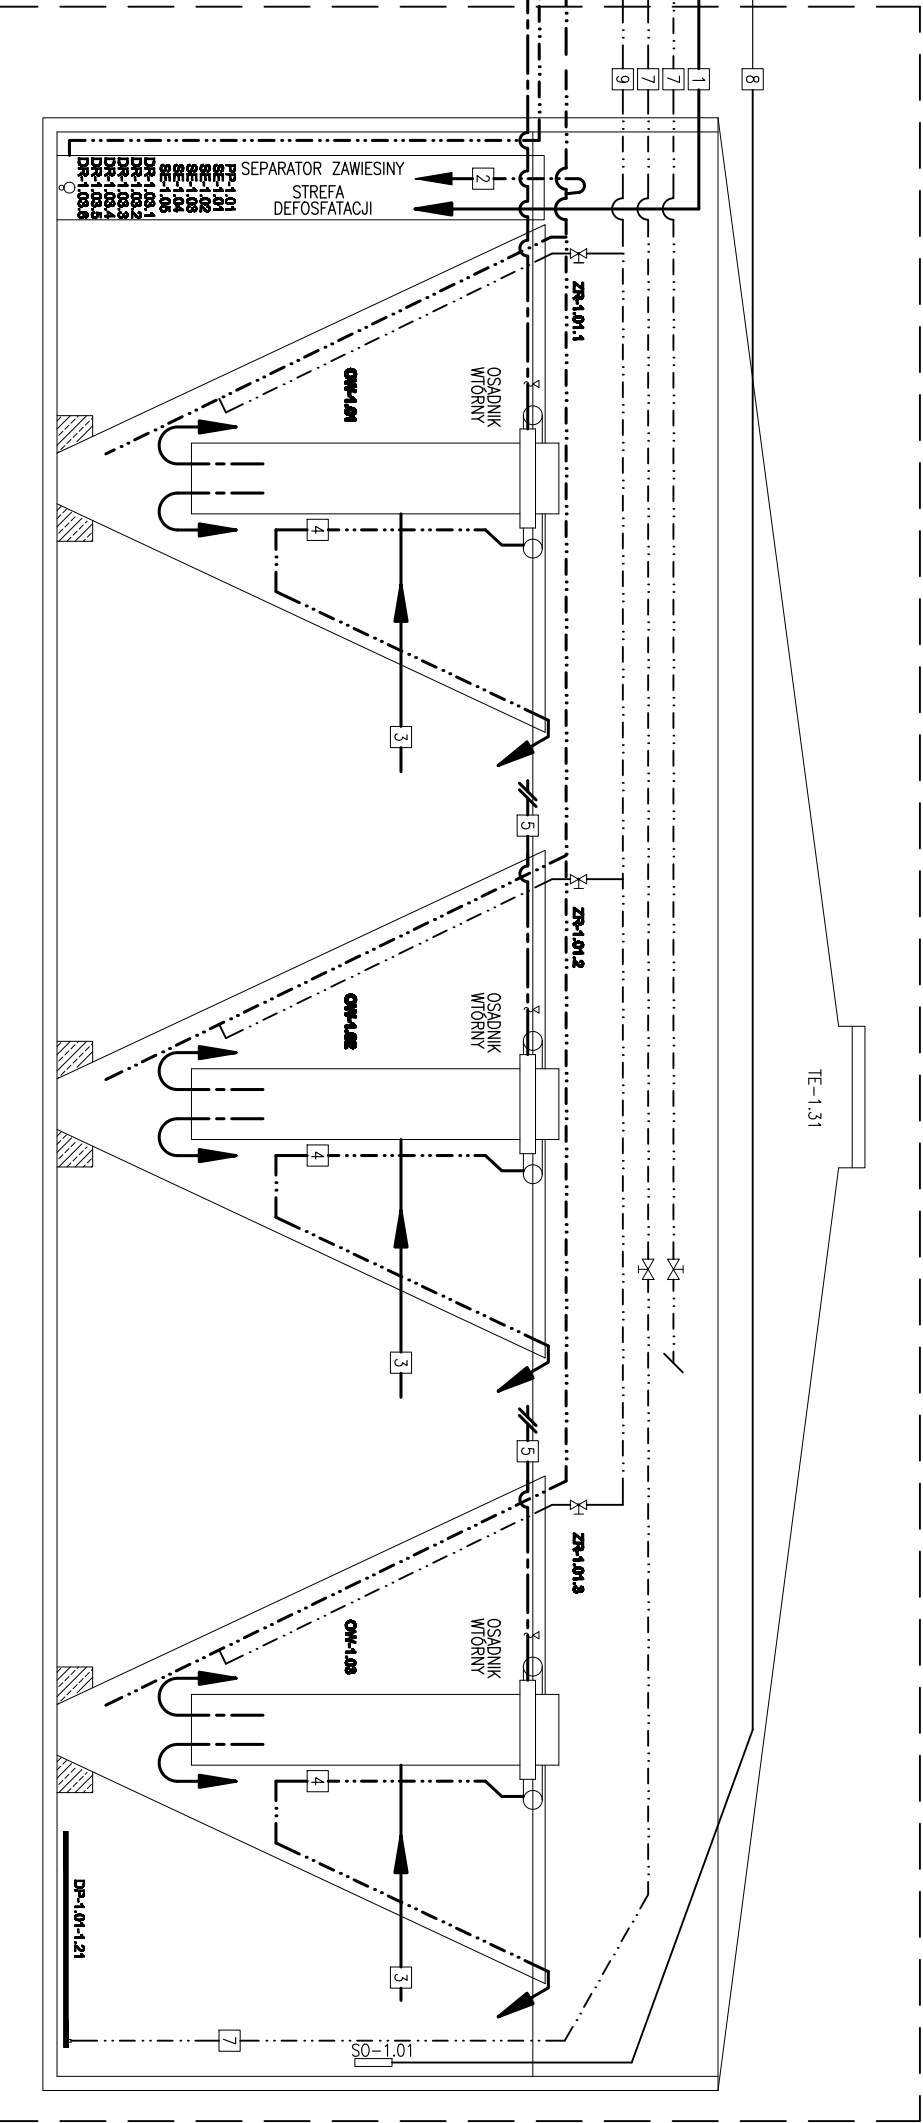 9
7
7
1
8
SEPARATOR ZAWIESINY
STREFA
DEFOSFATACJI
2
PP-1.01
SE-1.01
SE-1.02
SE-1.03
SE-1.04
SE-1.05
DR-1.03.1
DR-1.03.2
DR-1.03.3
DR-1.03.4
DR-1.03.5
DR-1.03.6
ZR-1.01.1
OSADNIK
WTÓRNY
OW-1.01
4
3
5
ZR-1.01.2
OSADNIK
WTÓRNY
OW-1.02
4
3
5
TE-1.31
ZR-1.01.3
OSADNIK
WTÓRNY
OW-1.03
4
3
DP-1.01-1.21
7
SO-1.01